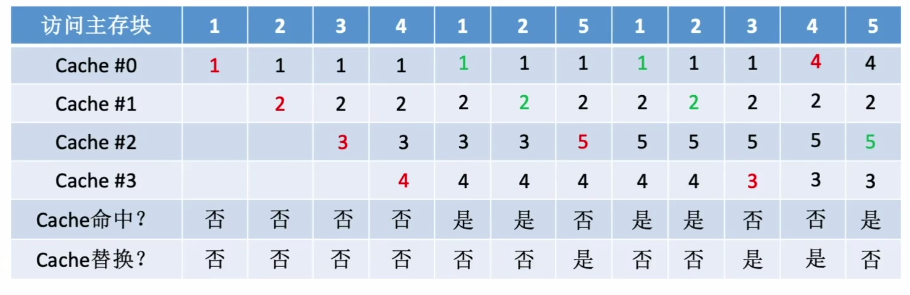 访问主存块 1 2 3 4 1 2 5 1 2 3 4 5
Cache #0 1 1 1 1 1 1 1 1 1 1 4 4
Cache #1 2 2 2 2 2 2 2 2 2 2 2
Cache #2 3 3 3 3 5 5 5 5 5 5
Cache #3 4 4 4 4 4 4 3 3 3
Cache命中？ 否 否 否 否 是 是 否 是 是 否 否 是
Cache替换？ 否 否 否 否 否 否 是 否 否 是 是 否